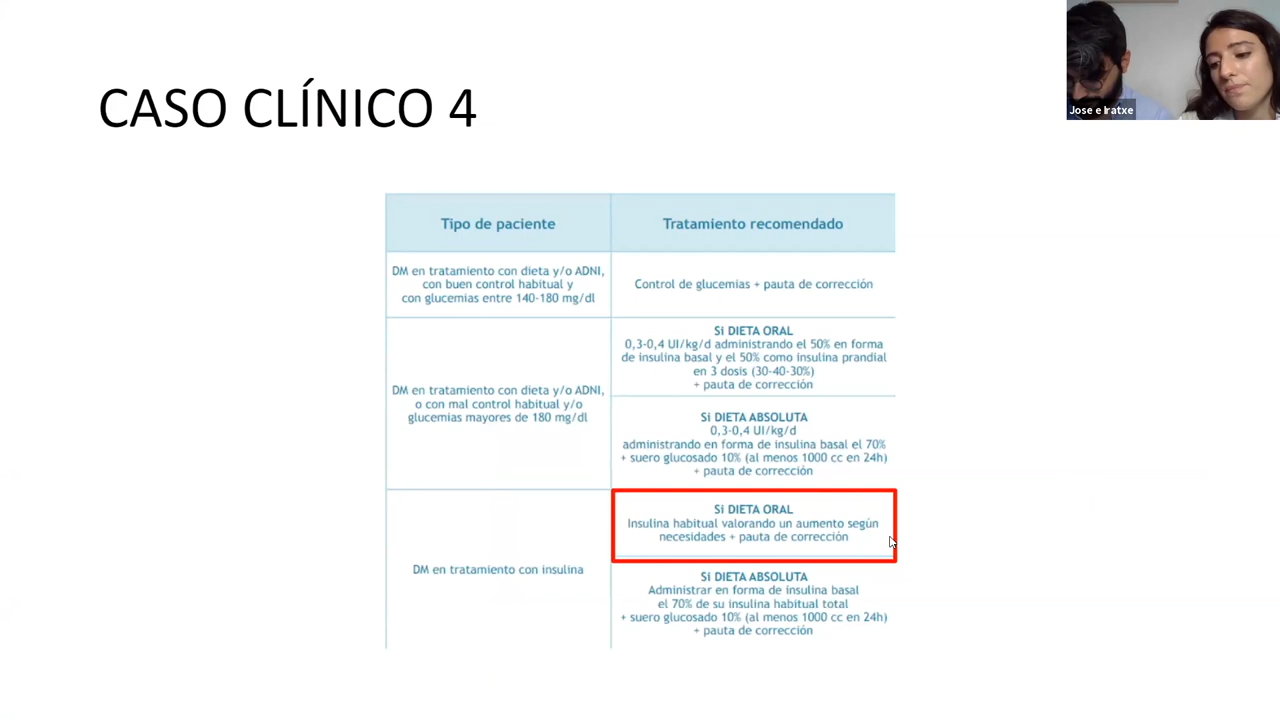 CASO CLÍNICO 4
Jose e Iratxe
Tipo de paciente
Tratamiento recomendado
DM en tratamiento con dieta y/o ADNI,
con buen control habitual y
con glucemias entre 140-180 mg/dl
Control de glucemias + pauta de corrección
DM en tratamiento con dieta y/o ADNI,
o con mal control habitual y/o
glucemias mayores de 180 mg/dl
Si DIETA ORAL
0,3-0,4 UI/kg/d administrando el 50% en forma
de insulina basal y el 50% como insulina prandial
en 3 dosis (30-40-30%)
+ pauta de corrección
Si DIETA ABSOLUTA
0,3-0,4 UI/kg/d
administrando en forma de insulina basal el 70%
+ suero glucosado 10% (al menos 1000 cc en 24h)
+ pauta de corrección
DM en tratamiento con insulina
Si DIETA ORAL
Insulina habitual valorando un aumento según
necesidades + pauta de corrección
Si DIETA ABSOLUTA
Administrar en forma de insulina basal
el 70% de su insulina habitual total
+ suero glucosado 10% (al menos 1000 cc en 24h)
+ pauta de corrección